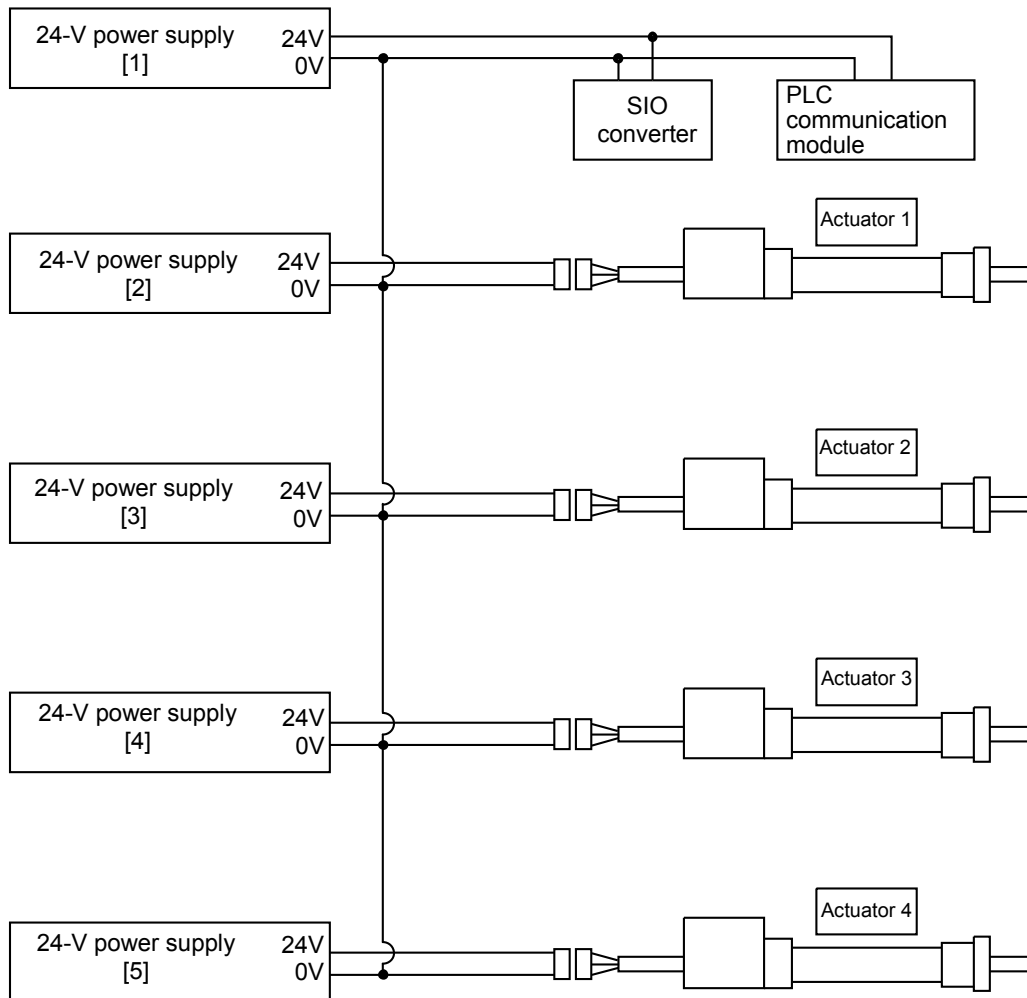 24-V power supply
[1]
24V
0V
SIO
converter
PLC
communication
module
Actuator 1
24-V power supply
[2]
24V
0V
Actuator 2
24-V power supply
[3]
24V
0V
Actuator 3
24-V power supply
[4]
24V
0V
Actuator 4
24-V power supply
[5]
24V
0V